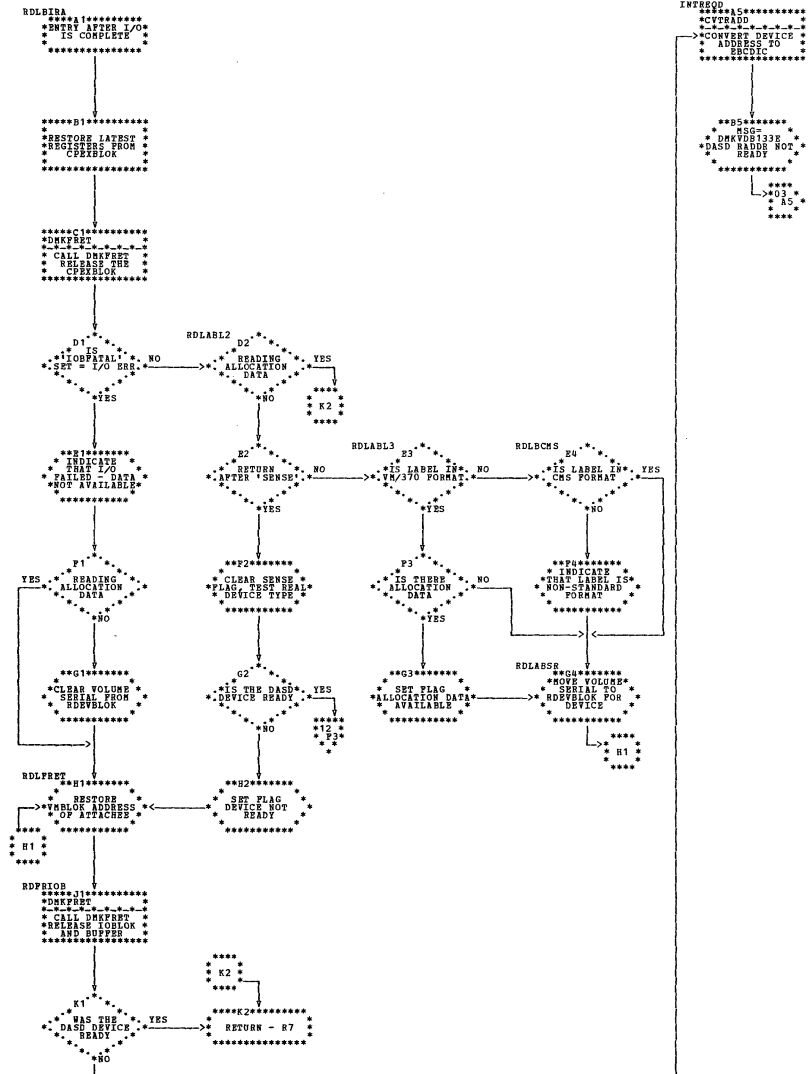 RDLBIRA
A1
ENTRY AFTER I/O
IS COMPLETE
B1
RESTORE LATEST
REGISTERS FROM
CPEXBLOK
C1
DMKFRET
CALL DMKFRET
RELEASE THE
CPEXBLOK
D1
IS
'IOBFATAL'
SET = I/O ERR
NO
YES
RDLABL2
D2
READING
ALLOCATION
DATA
YES
K2
NO
E1
INDICATE
THAT I/O
FAILED - DATA
NOT AVAILABLE
E2
RETURN
AFTER 'SENSE'
NO
YES
RDLABL3
E3
IS LABEL IN
VM/370 FORMAT
NO
YES
RDLBCMS
E4
IS LABEL IN
CMS FORMAT
YES
NO
F1
READING
ALLOCATION
DATA
YES
NO
F2
CLEAR SENSE
FLAG, TEST REAL
DEVICE TYPE
F3
IS THERE
ALLOCATION
DATA
NO
YES
F4
INDICATE
THAT LABEL IS
NON-STANDARD
FORMAT
G1
CLEAR VOLUME
SERIAL FROM
RDEVBLOK
G2
IS THE DASD
DEVICE READY
YES
12
F3
NO
G3
SET FLAG
ALLOCATION DATA
AVAILABLE
RDLABSR
G4
MOVE VOLUME
SERIAL TO
RDEVBLOK FOR
DEVICE
H1
RDLFRET
H1
RESTORE
VMBLOK ADDRESS
OF ATTACHEE
H1
H2
SET FLAG
DEVICE NOT
READY
RDFRIOB
J1
DMKFRET
CALL DMKFRET
RELEASE IOBLOK
AND BUFFER
K1
WAS THE
DASD DEVICE
READY
YES
NO
K2
K2
RETURN - R7
INTREQD
A5
CVTRADD
CONVERT DEVICE
ADDRESS TO
EBCDIC
B5
MSG=
DMKVDB133E
DASD RADDR NOT
READY
03
A5